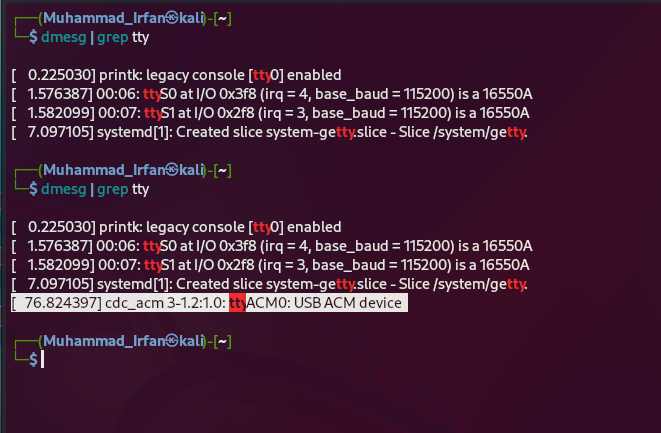 ┌──(Muhammad_Irfan㉿kali)-[~]
└─$ dmesg | grep tty
[    0.225030] printk: legacy console [tty0] enabled
[    1.576387] 00:06: ttyS0 at I/O 0x3f8 (irq = 4, base_baud = 115200) is a 16550A
[    1.582099] 00:07: ttyS1 at I/O 0x2f8 (irq = 3, base_baud = 115200) is a 16550A
[    7.097105] systemd[1]: Created slice system-getty.slice - Slice /system/getty.
┌──(Muhammad_Irfan㉿kali)-[~]
└─$ dmesg | grep tty
[    0.225030] printk: legacy console [tty0] enabled
[    1.576387] 00:06: ttyS0 at I/O 0x3f8 (irq = 4, base_baud = 115200) is a 16550A
[    1.582099] 00:07: ttyS1 at I/O 0x2f8 (irq = 3, base_baud = 115200) is a 16550A
[    7.097105] systemd[1]: Created slice system-getty.slice - Slice /system/getty.
[   76.824397] cdc_acm 3-1.2:1.0: ttyACM0: USB ACM device
┌──(Muhammad_Irfan㉿kali)-[~]
└─$